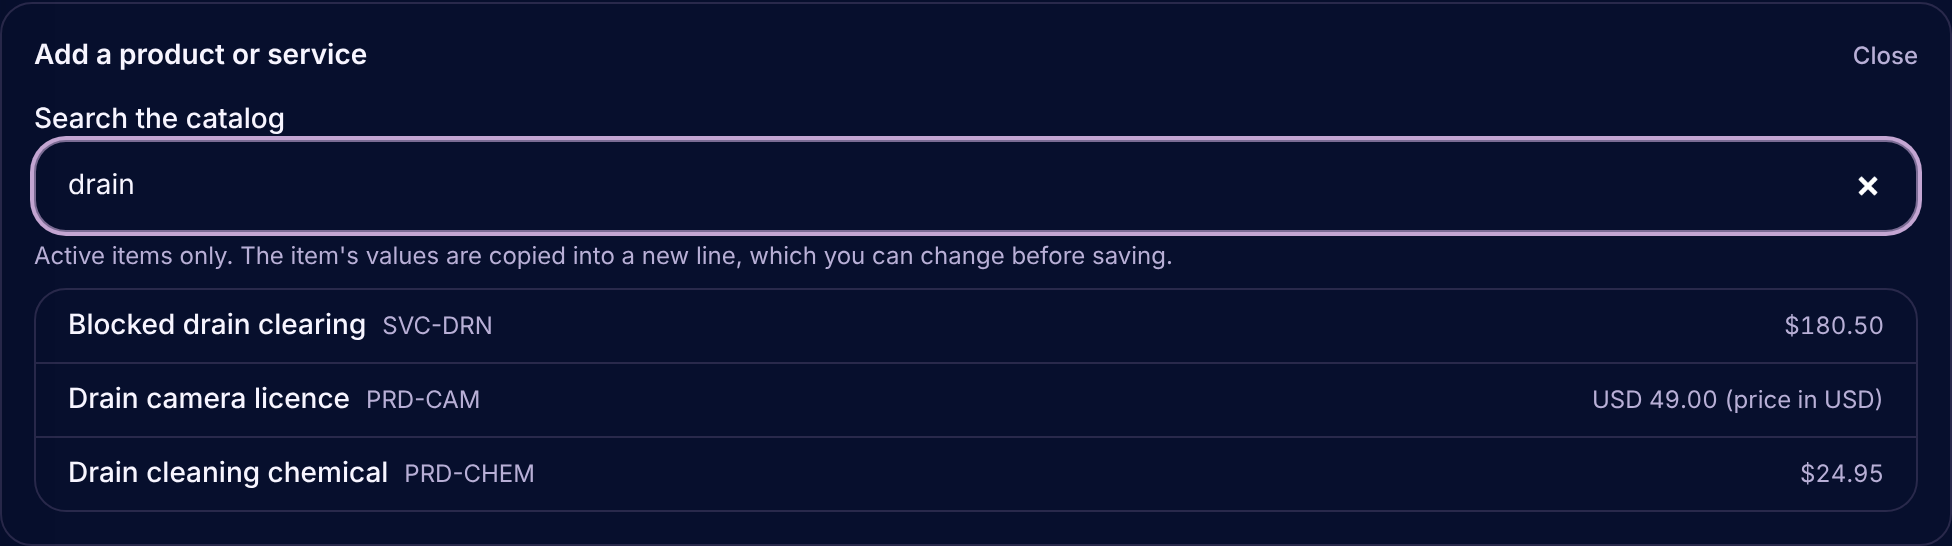 Add a product or service Close
Search the catalog
drain
Active items only. The item's values are copied into a new line, which you can change before saving.
Blocked drain clearing SVC-DRN $180.50
Drain camera licence PRD-CAM USD 49.00 (price in USD)
Drain cleaning chemical PRD-CHEM $24.95